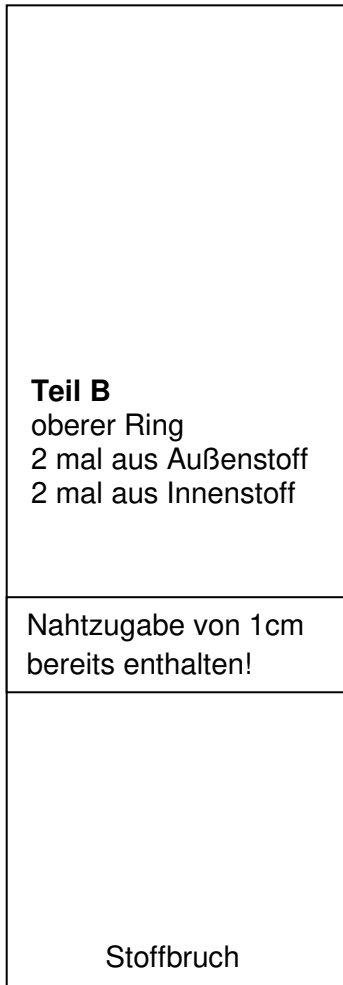 Teil B
oberer Ring
2 mal aus Außenstoff
2 mal aus Innenstoff
Nahtzugabe von 1cm
bereits enthalten!
Stoffbruch